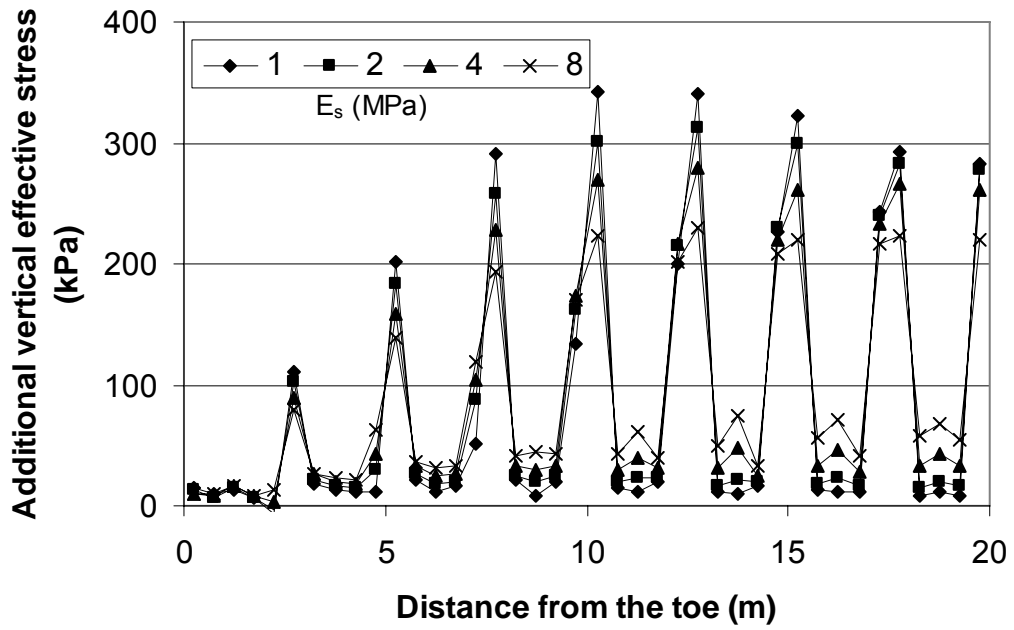 Additional vertical effective stress
(kPa)
400
300
200
100
0
1 2 4 8
Eₛ (MPa)
0 5 10 15 20
Distance from the toe (m)